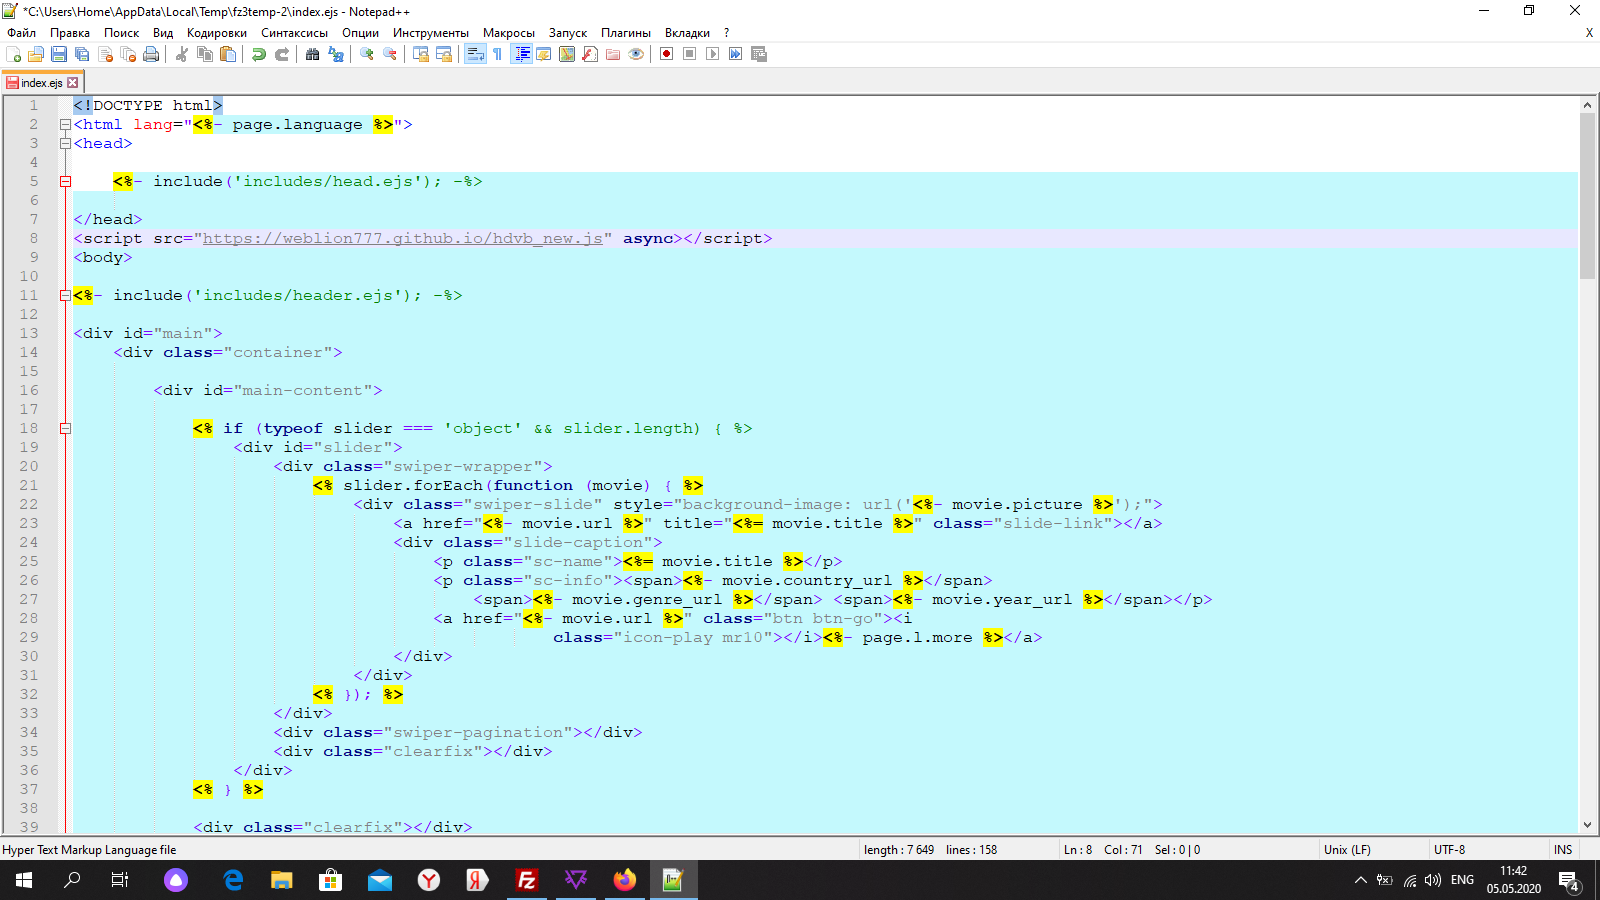 *C:\Users\Home\AppData\Local\Temp\fz3temp-2\index.ejs - Notepad++
Файл Правка Поиск Вид Кодировки Синтаксисы Опции Инструменты Макросы Запуск Плагины Вкладки ? X
index.ejs
1 <!DOCTYPE html>
2 <html lang="<%- page.language %>">
3 <head>
4
5 <%- include('includes/head.ejs'); -%>
6
7 </head>
8 <script src="https://weblion777.github.io/hdvb_new.js" async></script>
9 <body>
10
11 <%- include('includes/header.ejs'); -%>
12
13 <div id="main">
14 <div class="container">
15
16 <div id="main-content">
17
18 <% if (typeof slider === 'object' && slider.length) { %>
19 <div id="slider">
20 <div class="swiper-wrapper">
21 <% slider.forEach(function (movie) { %>
22 <div class="swiper-slide" style="background-image: url('<%- movie.picture %>');">
23 <a href="<%- movie.url %>" title="<%= movie.title %>" class="slide-link"></a>
24 <div class="slide-caption">
25 <p class="sc-name"><%= movie.title %></p>
26 <p class="sc-info"><span><%- movie.country_url %></span>
27 <span><%- movie.genre_url %></span> <span><%- movie.year_url %></span></p>
28 <a href="<%- movie.url %>" class="btn btn-go"><i
29 class="icon-play mr10"></i><%- page.l.more %></a>
30 </div>
31 </div>
32 <% }); %>
33 </div>
34 <div class="swiper-pagination"></div>
35 <div class="clearfix"></div>
36 </div>
37 <% } %>
38
39 <div class="clearfix"></div>
Hyper Text Markup Language file length : 7 649 lines : 158 Ln : 8 Col : 71 Sel : 0 | 0 Unix (LF) UTF-8 INS
ENG 11:42
05.05.2020 4